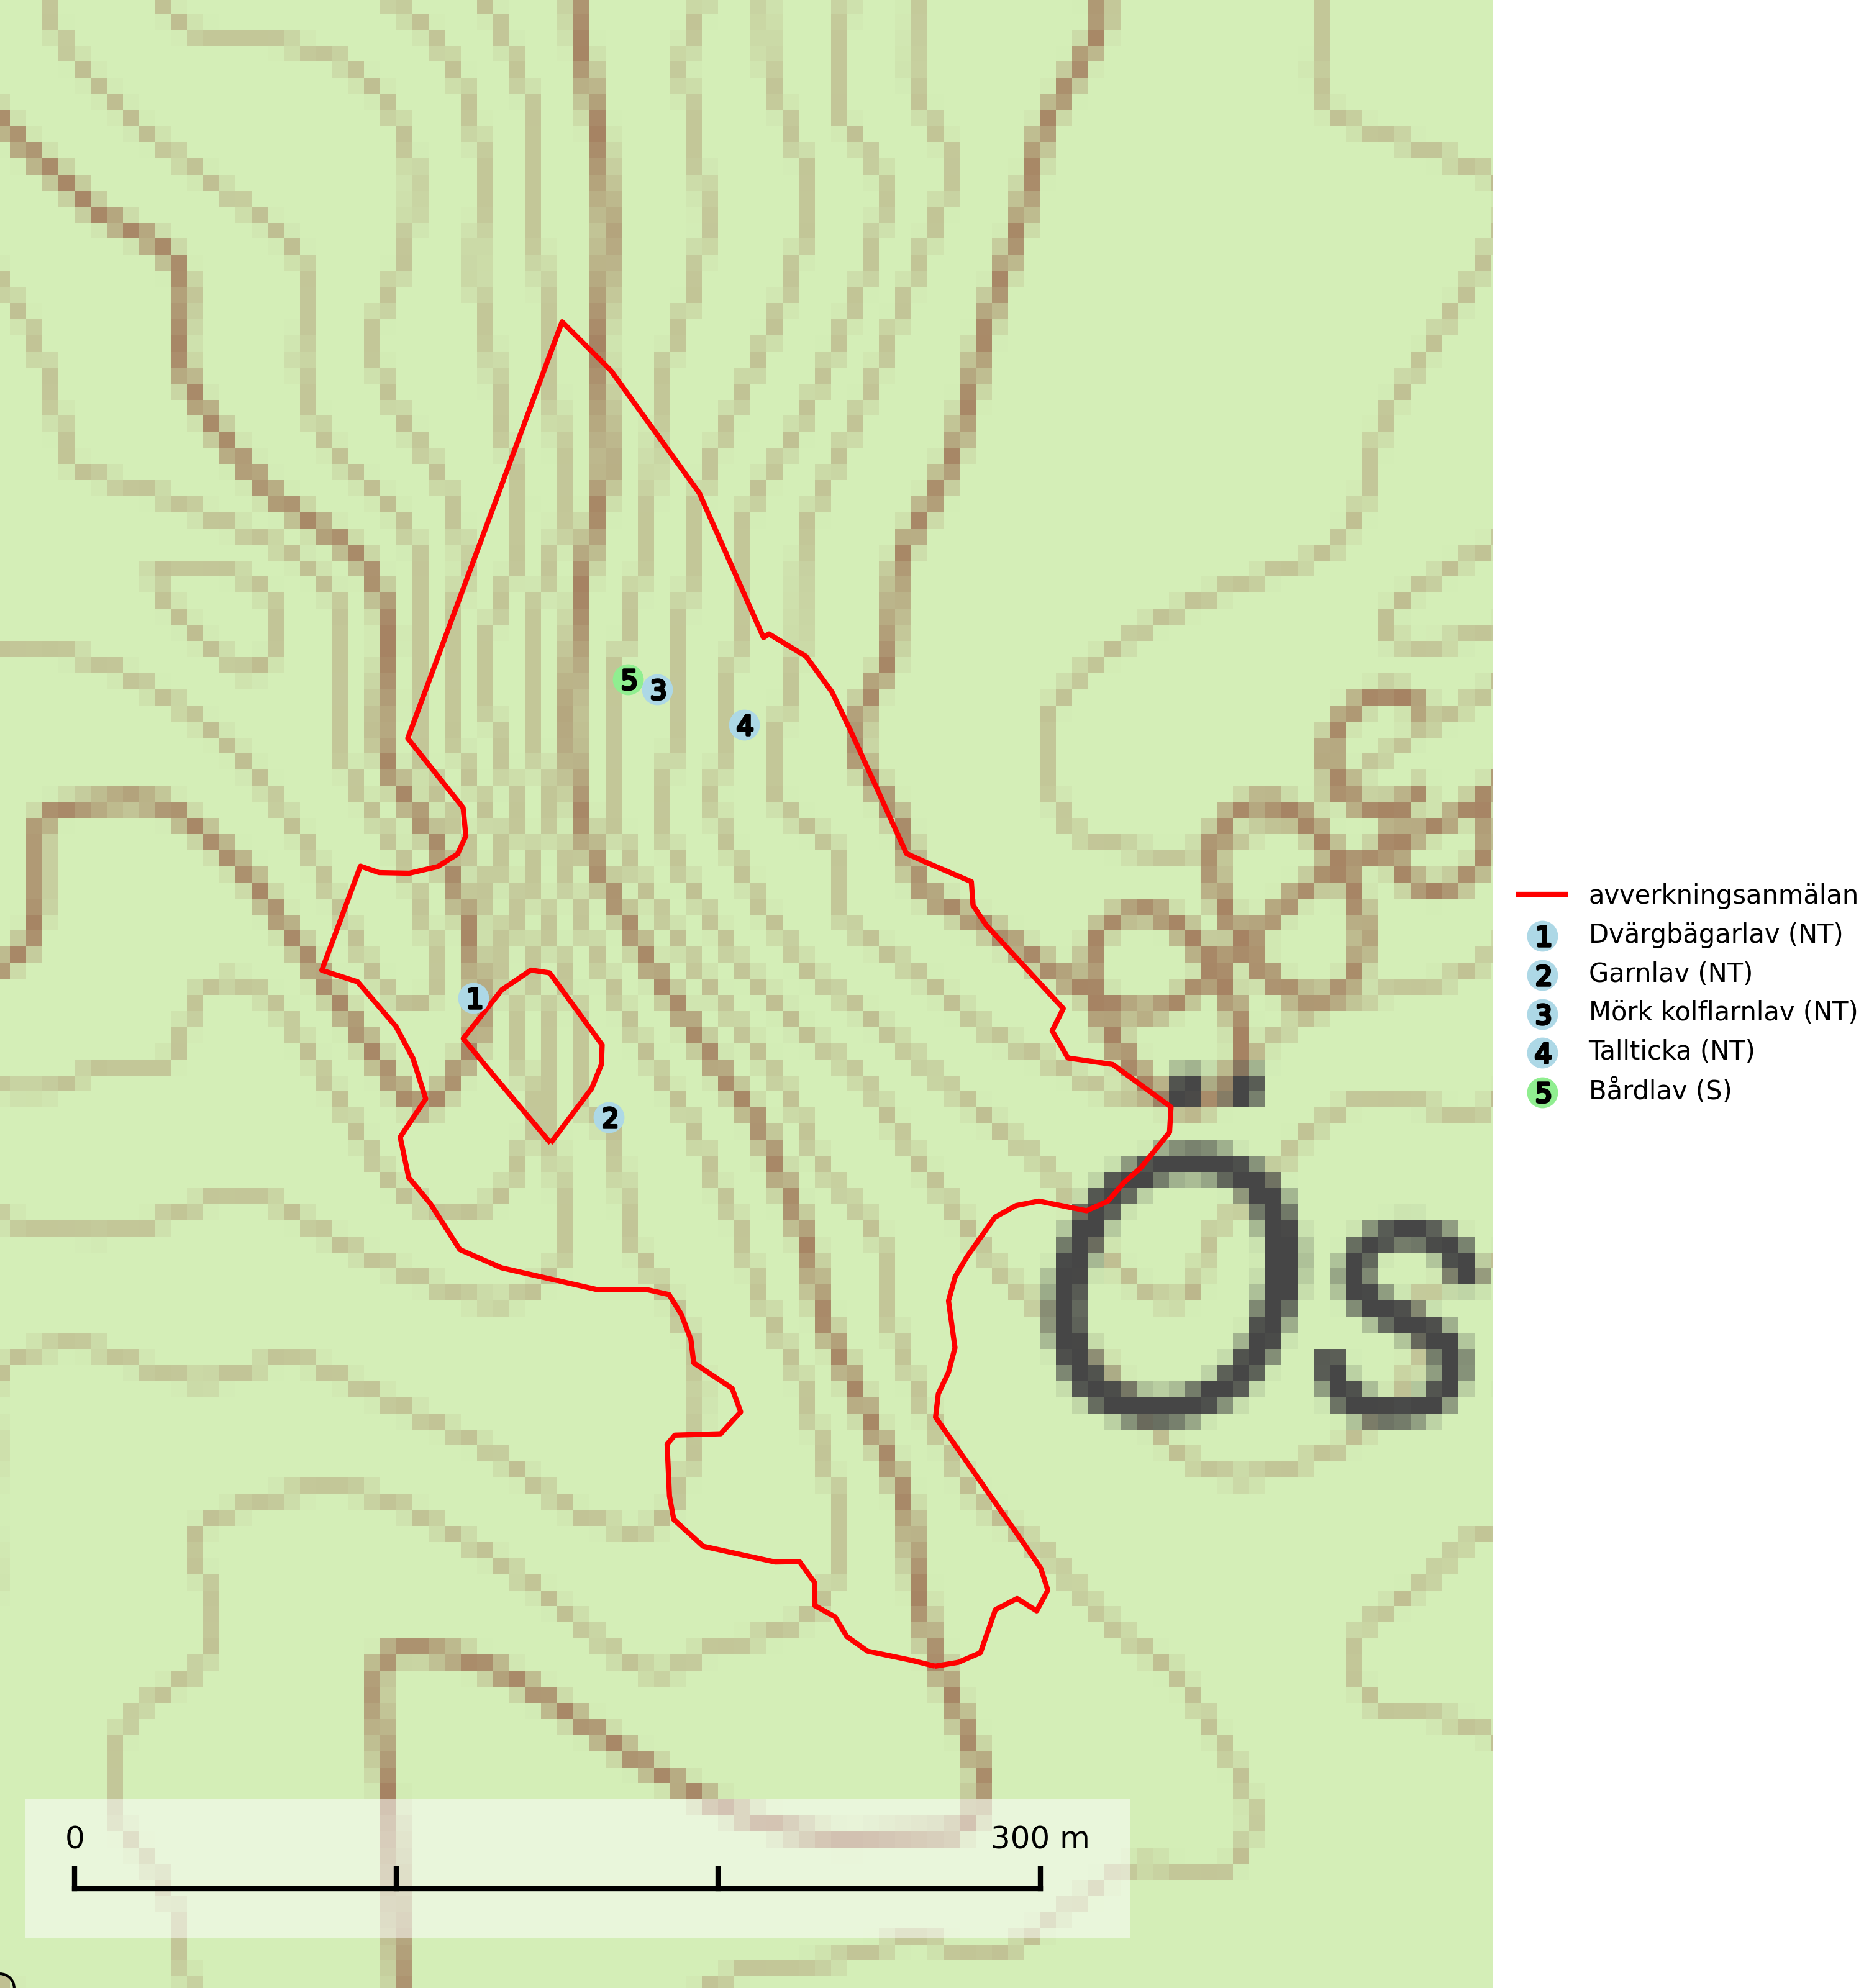 5
3
4
1
2
Os
0 300 m
avverkningsanmälan
1 Dvärgbägarlav (NT)
2 Garnlav (NT)
3 Mörk kolflarnlav (NT)
4 Tallticka (NT)
5 Bårdlav (S)